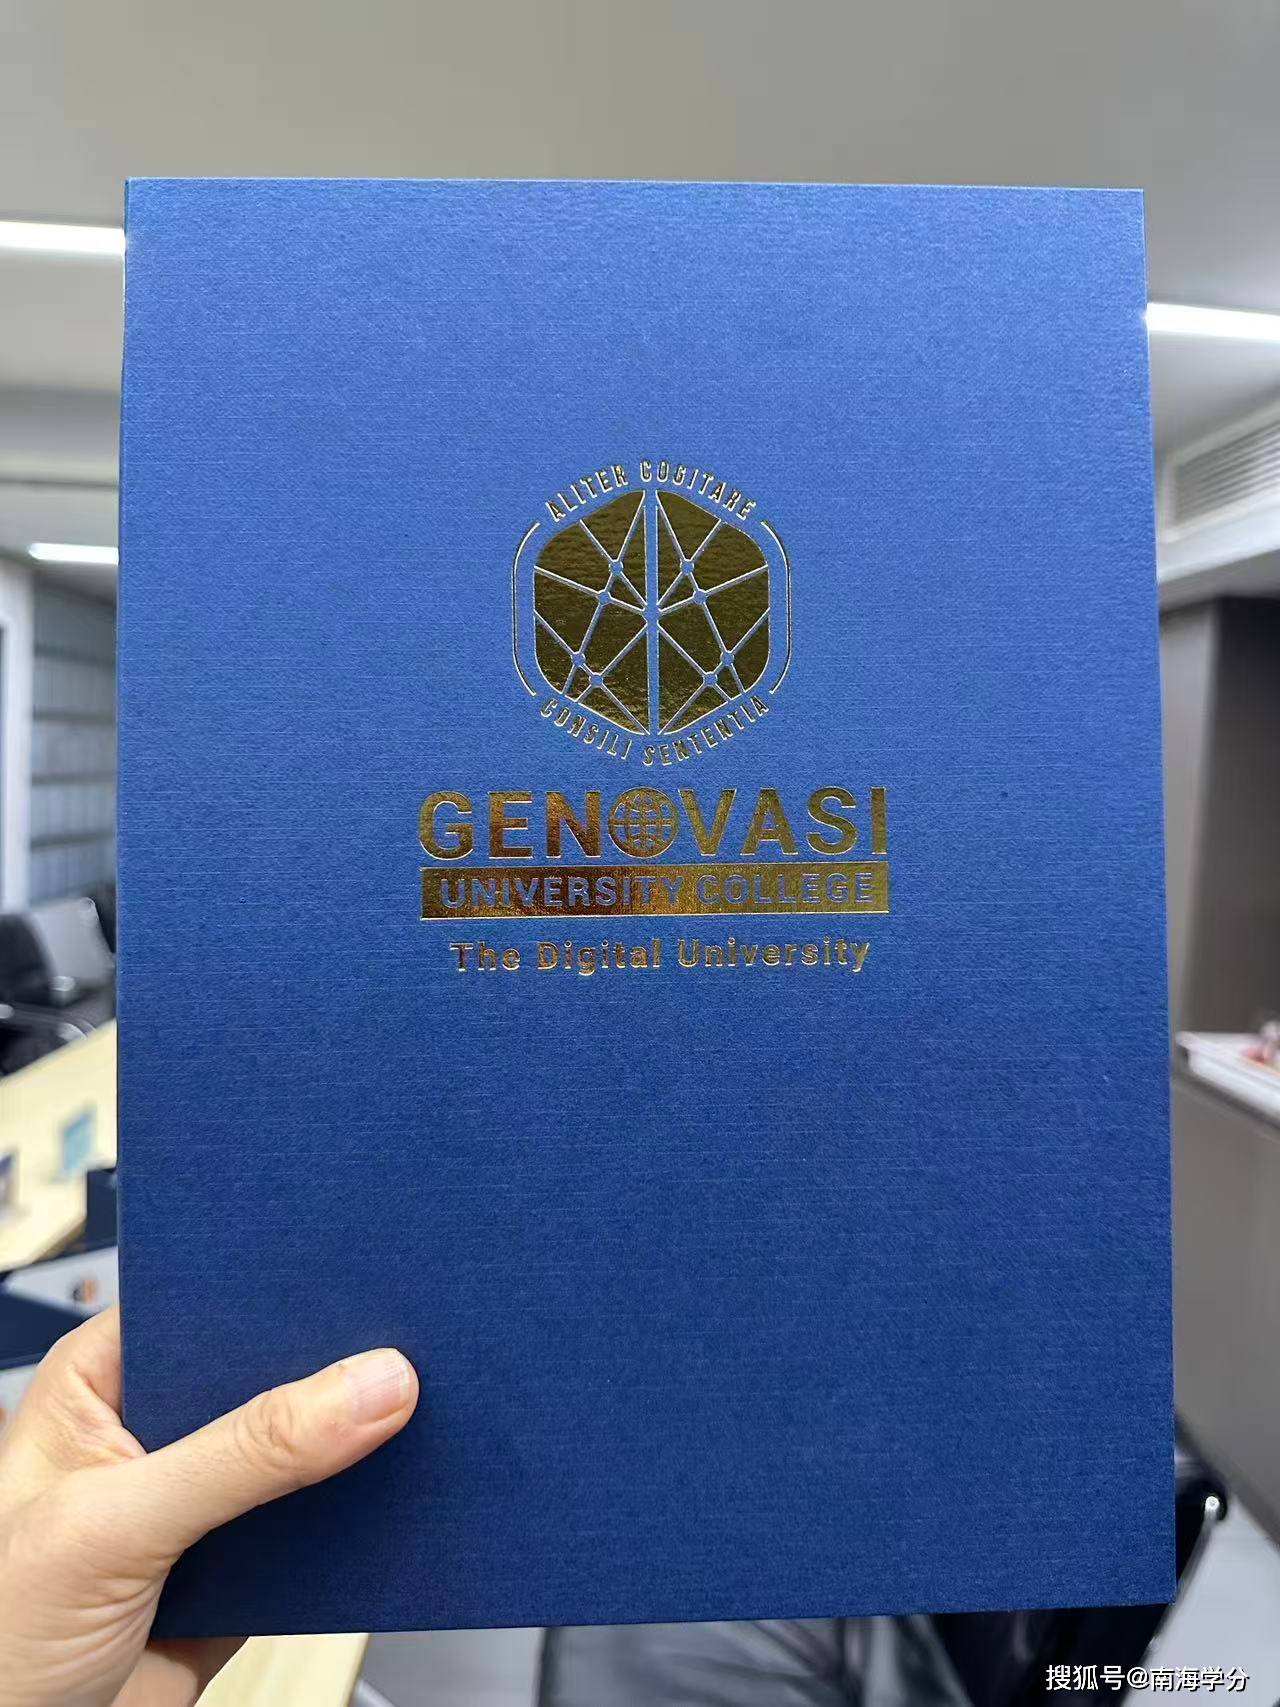 ALITER COGITARE
CONSILI SENTENTIA
GENOVASI
UNIVERSITY COLLEGE
The Digital University
搜狐号@南海学分